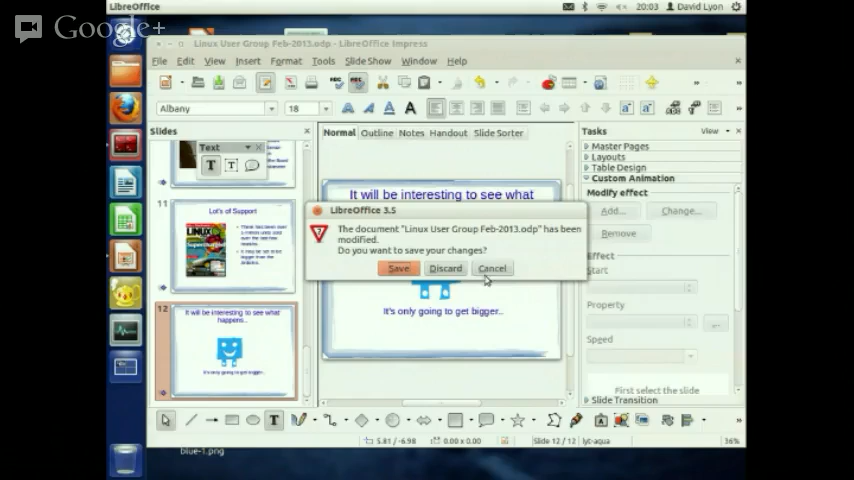 LibreOffice
20:03 David Lyon
Google+
Linux User Group Feb-2013.odp - LibreOffice Impress
File Edit View Insert Format Tools Slide Show Window Help
Albany 18
Slides
Normal Outline Notes Handout Slide Sorter
Tasks View
Text
Master Pages
Layouts
Table Design
Custom Animation
Modify effect
Add... Change...
Remove
Effect
Start
Property
Speed
First select the slide
Slide Transition
11
Lot's of Support
LINUX
12
It will be interesting to see what
happens...
It's only going to get bigger..
It will be interesting to see what
LibreOffice 3.5
The document "Linux User Group Feb-2013.odp" has been
modified.
Do you want to save your changes?
Save Discard Cancel
It's only going to get bigger..
5.81 / -6.98 0.00 x 0.00 Slide 12 / 12 lyt-aqua 36%
blue-1.png